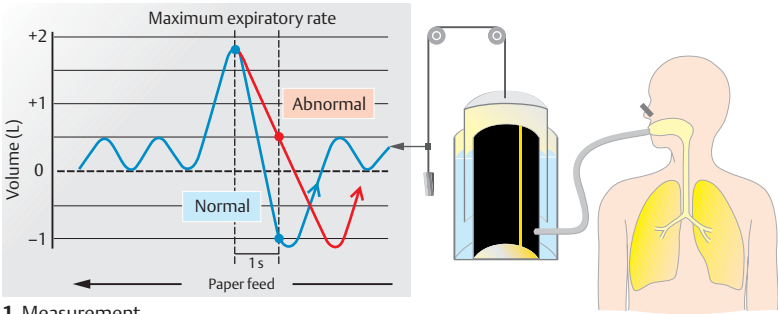 Maximum expiratory rate
+2
+1
Abnormal
Volume (L)
0
Normal
–1
1 s
Paper feed
1 Measurement